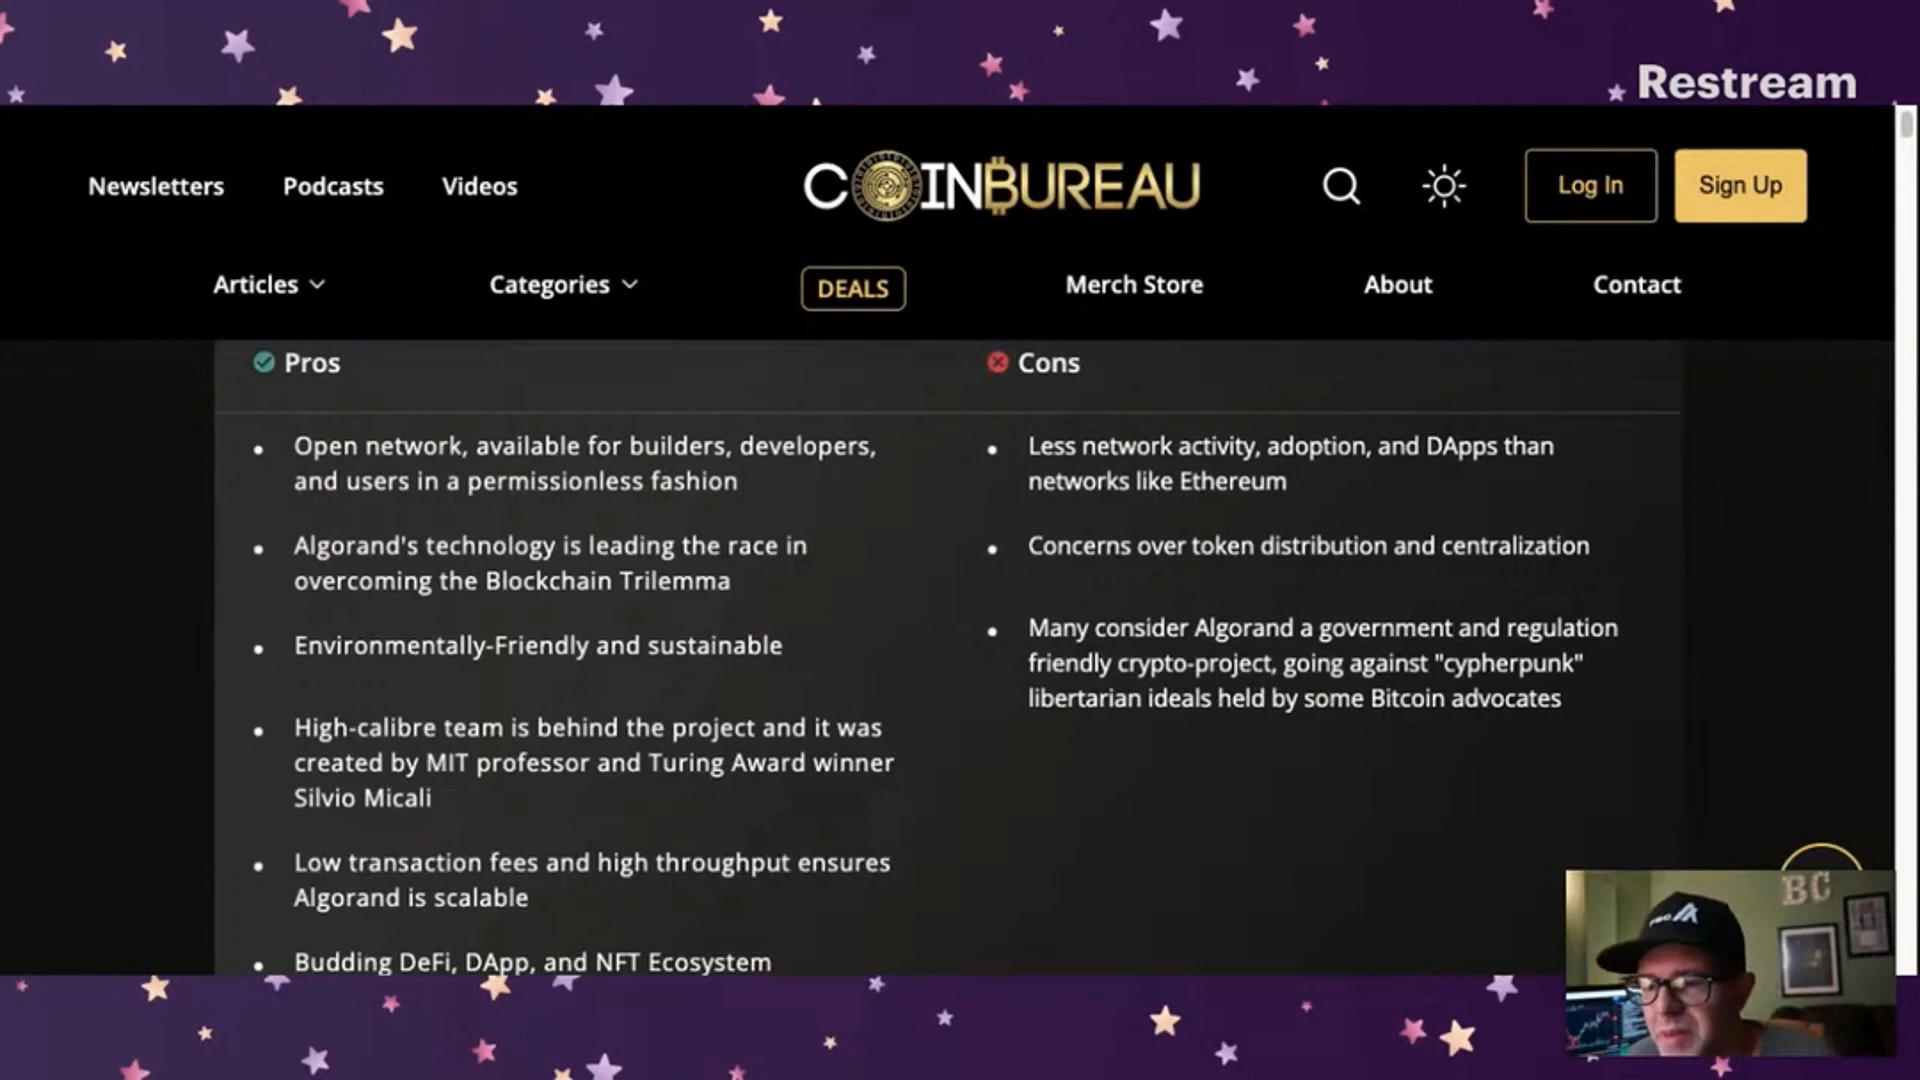 Restream
Newsletters
Podcasts
Videos
COINBUREAU
Log In
Sign Up
Articles
Categories
DEALS
Merch Store
About
Contact
Pros
Open network, available for builders, developers,
and users in a permissionless fashion
Algorand's technology is leading the race in
overcoming the Blockchain Trilemma
Environmentally-Friendly and sustainable
High-calibre team is behind the project and it was
created by MIT professor and Turing Award winner
Silvio Micali
Low transaction fees and high throughput ensures
Algorand is scalable
Budding DeFi, DApp, and NFT Ecosystem
Cons
Less network activity, adoption, and DApps than
networks like Ethereum
Concerns over token distribution and centralization
Many consider Algorand a government and regulation
friendly crypto-project, going against "cypherpunk"
libertarian ideals held by some Bitcoin advocates
BC